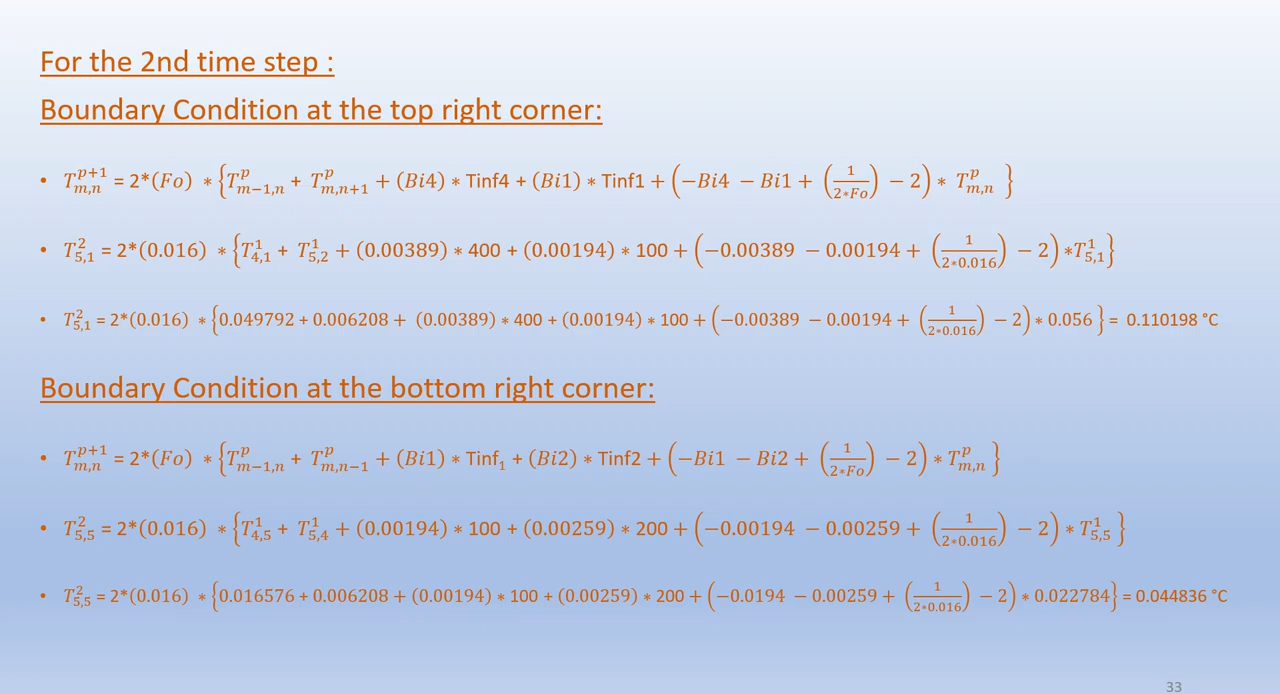 For the 2nd time step :
Boundary Condition at the top right corner:
• T_{m,n}^{p+1} = 2*(Fo) * {T_{m−1,n}^{p} + T_{m,n+1}^{p} + (Bi4) * Tinf4 + (Bi1) * Tinf1 + (−Bi4 − Bi1 + (1/(2*Fo)) − 2) * T_{m,n}^{p} }
• T_{5,1}^{2} = 2*(0.016) * {T_{4,1}^{1} + T_{5,2}^{1} + (0.00389) * 400 + (0.00194) * 100 + (−0.00389 − 0.00194 + (1/(2*0.016)) − 2) *T_{5,1}^{1}}
• T_{5,1}^{2} = 2*(0.016) * {0.049792 + 0.006208 + (0.00389) * 400 + (0.00194) * 100 + (−0.00389 − 0.00194 + (1/(2*0.016)) − 2) * 0.056 } = 0.110198 °C
Boundary Condition at the bottom right corner:
• T_{m,n}^{p+1} = 2*(Fo) * {T_{m−1,n}^{p} + T_{m,n−1}^{p} + (Bi1) * Tinf₁ + (Bi2) * Tinf2 + (−Bi1 − Bi2 + (1/(2*Fo)) − 2) * T_{m,n}^{p} }
• T_{5,5}^{2} = 2*(0.016) * {T_{4,5}^{1} + T_{5,4}^{1} + (0.00194) * 100 + (0.00259) * 200 + (−0.00194 − 0.00259 + (1/(2*0.016)) − 2) * T_{5,5}^{1} }
• T_{5,5}^{2} = 2*(0.016) * {0.016576 + 0.006208 + (0.00194) * 100 + (0.00259) * 200 + (−0.0194 − 0.00259 + (1/(2*0.016)) − 2) * 0.022784} = 0.044836 °C
33